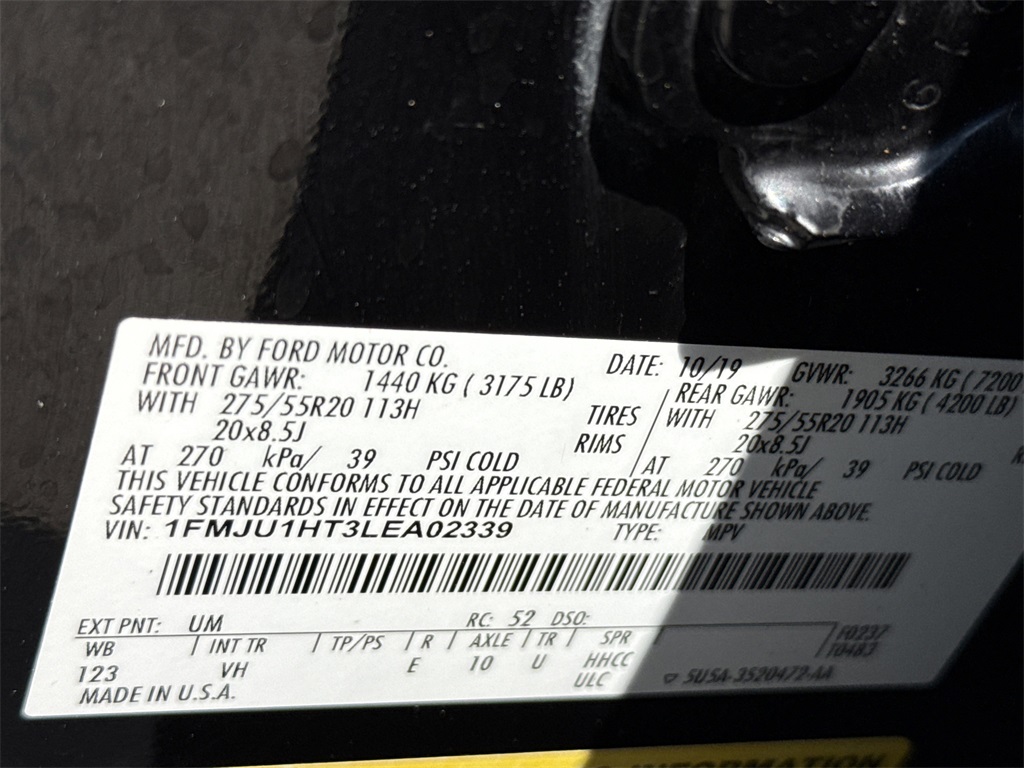 MFD. BY FORD MOTOR CO. DATE: 10/19 GVWR: 3266 KG ( 7200
FRONT GAWR: 1440 KG ( 3175 LB) REAR GAWR: 1905 KG ( 4200 LB)
WITH 275/55R20 113H TIRES WITH 275/55R20 113H
20x8.5J RIMS 20x8.5J
AT 270 kPa/ 39 PSI COLD AT 270 kPa/ 39 PSI COLD
THIS VEHICLE CONFORMS TO ALL APPLICABLE FEDERAL MOTOR VEHICLE
SAFETY STANDARDS IN EFFECT ON THE DATE OF MANUFACTURE SHOWN ABOVE.
VIN: 1FMJU1HT3LEA02339 TYPE: MPV
EXT PNT: UM RC: 52 DSO:
WB INT TR TP/PS R AXLE TR SPR F0237
123 VH E 10 U HHCC T0483
ULC 5USA-3520472-AA
MADE IN U.S.A.
INFORMATION